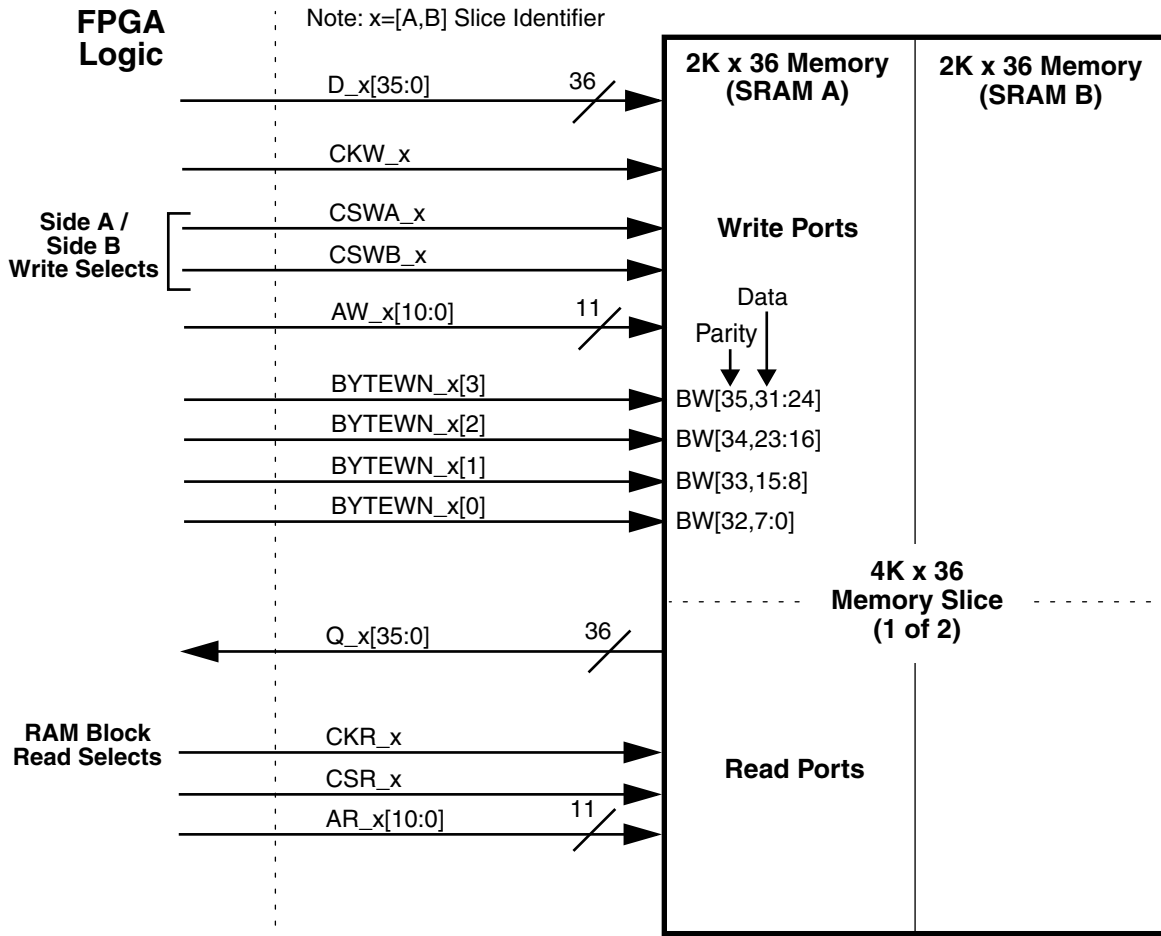 FPGA
Logic
Note: x=[A,B] Slice Identifier
2K x 36 Memory
(SRAM A)
2K x 36 Memory
(SRAM B)
D_x[35:0]
36
CKW_x
Side A /
Side B
Write Selects
CSWA_x
CSWB_x
Write Ports
AW_x[10:0]
11
Data
Parity
BYTEWN_x[3]
BW[35,31:24]
BYTEWN_x[2]
BW[34,23:16]
BYTEWN_x[1]
BW[33,15:8]
BYTEWN_x[0]
BW[32,7:0]
4K x 36
Memory Slice
(1 of 2)
Q_x[35:0]
36
RAM Block
Read Selects
CKR_x
CSR_x
AR_x[10:0]
11
Read Ports